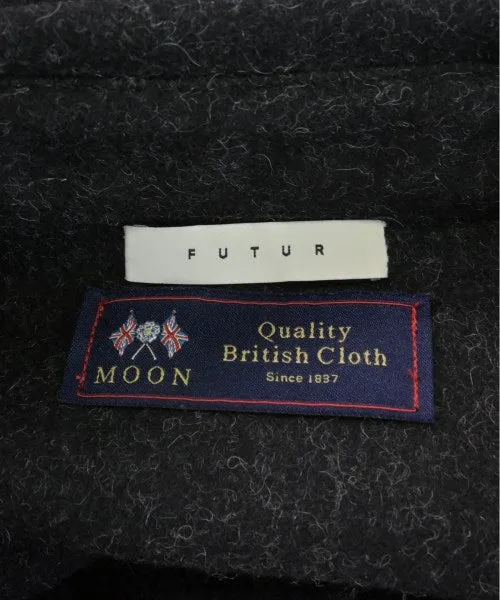 FUTUR
MOON
Quality
British Cloth
Since 1837